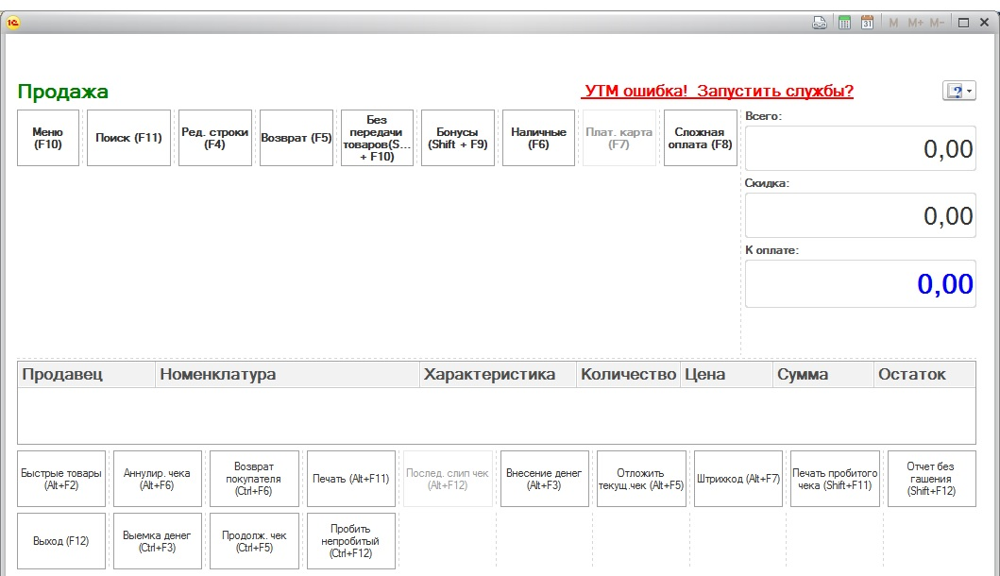 1С
31 M M+ M-
Продажа
УТМ ошибка! Запустить службы?
?
Меню
(F10)
Поиск (F11)
Ред. строки
(F4)
Возврат (F5)
Без
передачи
товаров(S...
+ F10)
Бонусы
(Shift + F9)
Наличные
(F6)
Плат. карта
(F7)
Сложная
оплата (F8)
Всего:
0,00
Скидка:
0,00
К оплате:
0,00
Продавец Номенклатура Характеристика Количество Цена Сумма Остаток
Быстрые товары
(Alt+F2)
Аннулир. чека
(Alt+F6)
Возврат
покупателя
(Ctrl+F6)
Печать (Alt+F11)
Послед. слип чек
(Alt+F12)
Внесение денег
(Alt+F3)
Отложить
текущ.чек (Alt+F5)
Штрихкод (Alt+F7)
Печать пробитого
чека (Shift+F11)
Отчет без
гашения
(Shift+F12)
Выход (F12)
Выемка денег
(Ctrl+F3)
Продолж. чек
(Ctrl+F5)
Пробить
непробитый
(Ctrl+F12)